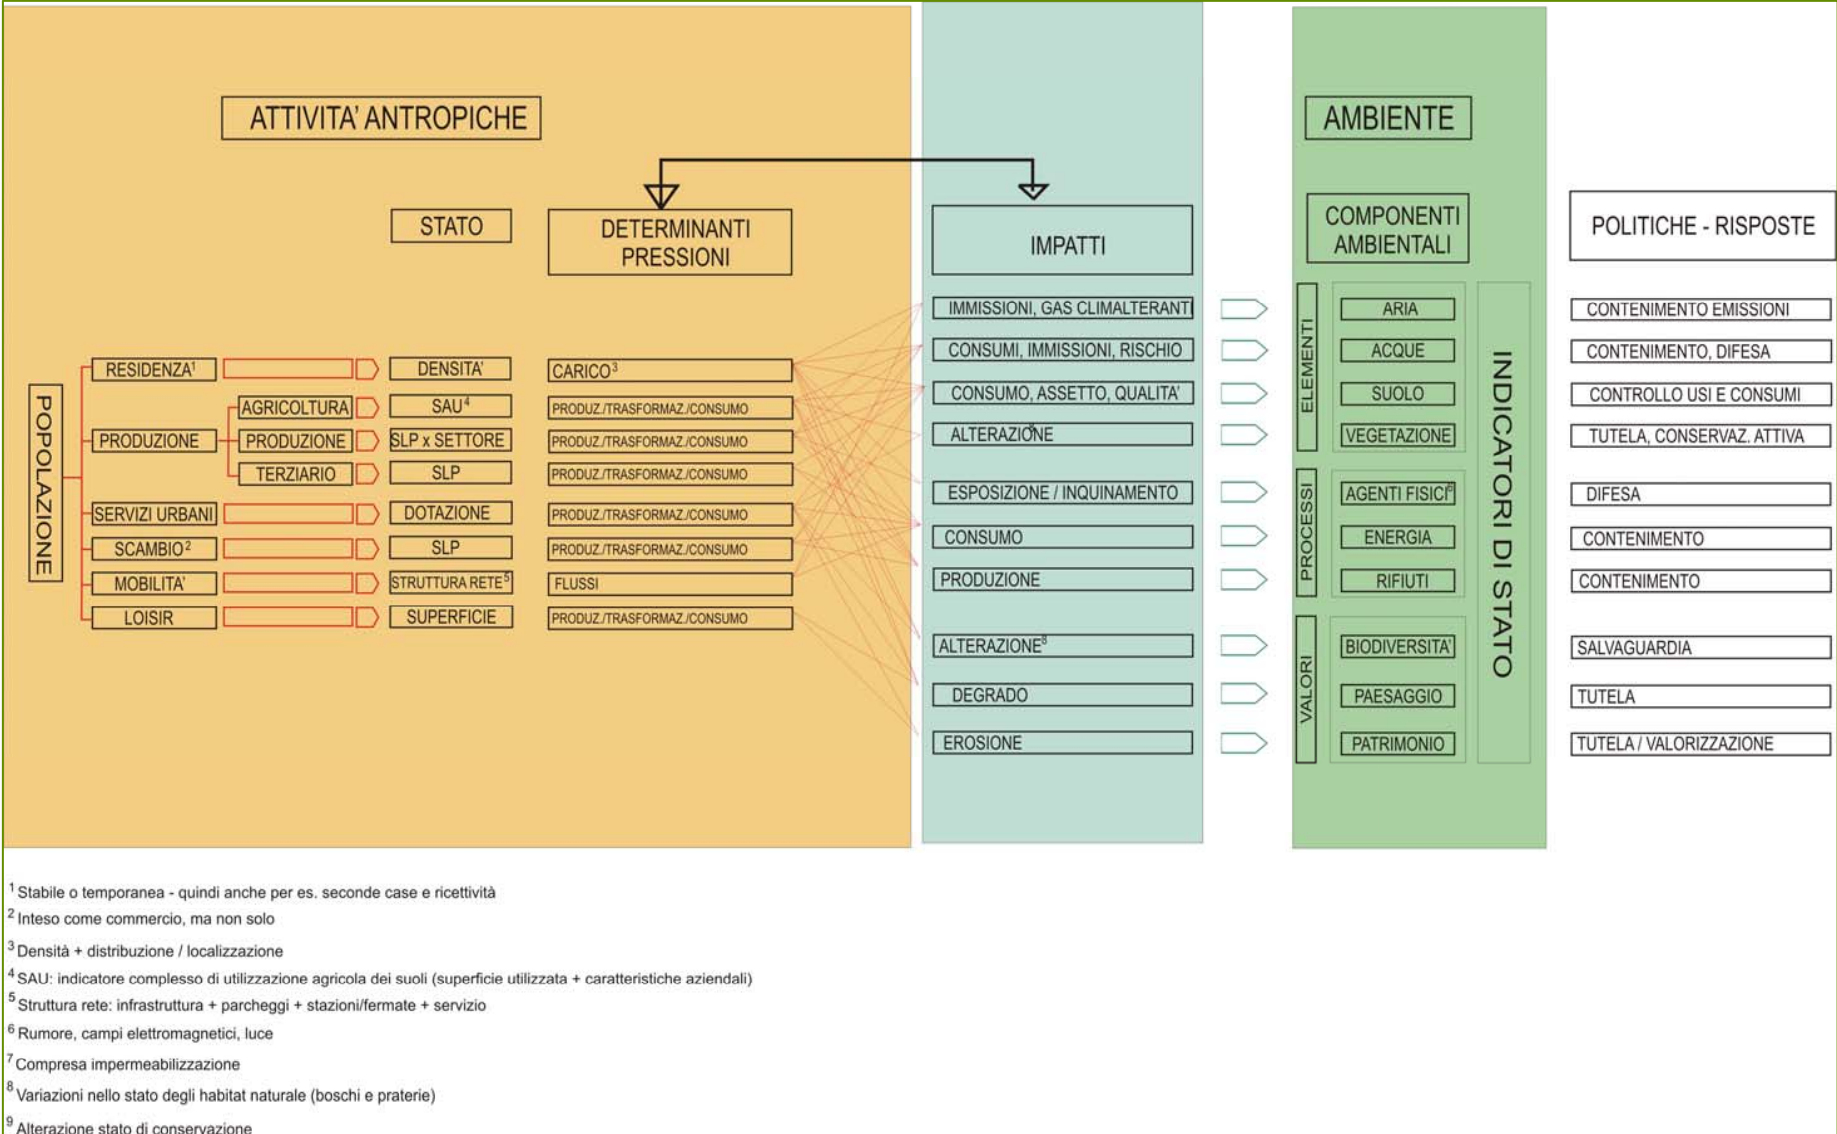 ATTIVITA' ANTROPICHE
AMBIENTE
STATO
DETERMINANTI
PRESSIONI
IMPATTI
COMPONENTI
AMBIENTALI
POLITICHE - RISPOSTE
POPOLAZIONE
RESIDENZA¹
DENSITA'
CARICO³
PRODUZIONE
AGRICOLTURA
SAU⁴
PRODUZ./TRASFORMAZ./CONSUMO
PRODUZIONE
SLP x SETTORE
PRODUZ./TRASFORMAZ./CONSUMO
TERZIARIO
SLP
PRODUZ./TRASFORMAZ./CONSUMO
SERVIZI URBANI
DOTAZIONE
PRODUZ./TRASFORMAZ./CONSUMO
SCAMBIO²
SLP
PRODUZ./TRASFORMAZ./CONSUMO
MOBILITA'
STRUTTURA RETE⁵
FLUSSI
LOISIR
SUPERFICIE
PRODUZ./TRASFORMAZ./CONSUMO
IMMISSIONI, GAS CLIMALTERANTI
CONSUMI, IMMISSIONI, RISCHIO
CONSUMO, ASSETTO, QUALITA'
ALTERAZIONE
ESPOSIZIONE / INQUINAMENTO
CONSUMO
PRODUZIONE
ALTERAZIONE⁸
DEGRADO
EROSIONE
ELEMENTI
ARIA
ACQUE
SUOLO
VEGETAZIONE
PROCESSI
AGENTI FISICI⁶
ENERGIA
RIFIUTI
VALORI
BIODIVERSITA'
PAESAGGIO
PATRIMONIO
INDICATORI DI STATO
CONTENIMENTO EMISSIONI
CONTENIMENTO, DIFESA
CONTROLLO USI E CONSUMI
TUTELA, CONSERVAZ. ATTIVA
DIFESA
CONTENIMENTO
CONTENIMENTO
SALVAGUARDIA
TUTELA
TUTELA / VALORIZZAZIONE
¹ Stabile o temporanea - quindi anche per es. seconde case e ricettività
² Inteso come commercio, ma non solo
³ Densità + distribuzione / localizzazione
⁴ SAU: indicatore complesso di utilizzazione agricola dei suoli (superficie utilizzata + caratteristiche aziendali)
⁵ Struttura rete: infrastruttura + parcheggi + stazioni/fermate + servizio
⁶ Rumore, campi elettromagnetici, luce
⁷ Compresa impermeabilizzazione
⁸ Variazioni nello stato degli habitat naturale (boschi e praterie)
⁹ Alterazione stato di conservazione